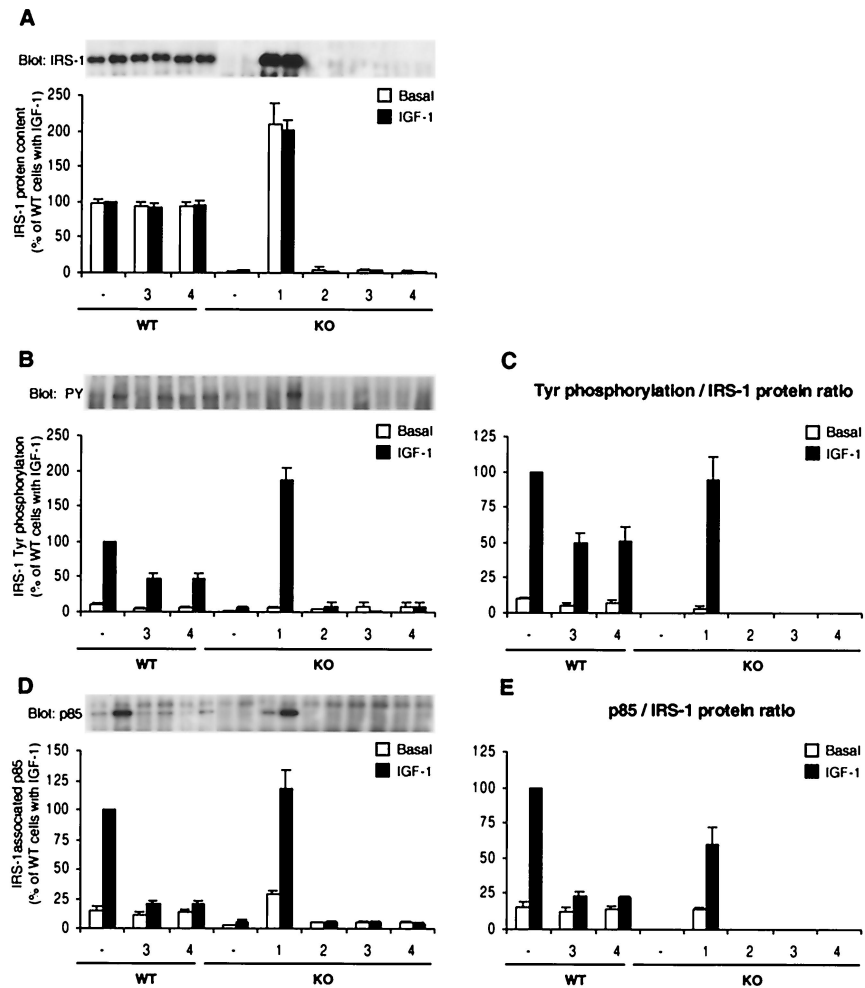 A
Blot: IRS-1
IRS-1 protein content
(% of WT cells with IGF-1)
250
200
150
100
50
0
Basal
IGF-1
- 3 4 - 1 2 3 4
WT KO
B
Blot: PY
IRS-1 Tyr phosphorylation
(% of WT cells with IGF-1)
250
200
150
100
50
0
Basal
IGF-1
- 3 4 - 1 2 3 4
WT KO
C
Tyr phosphorylation / IRS-1 protein ratio
125
100
75
50
25
0
Basal
IGF-1
- 3 4 - 1 2 3 4
WT KO
D
Blot: p85
IRS-1associated p85
(% of WT cells with IGF-1)
150
125
100
75
50
25
0
Basal
IGF-1
- 3 4 - 1 2 3 4
WT KO
E
p85 / IRS-1 protein ratio
125
100
75
50
25
0
Basal
IGF-1
- 3 4 - 1 2 3 4
WT KO